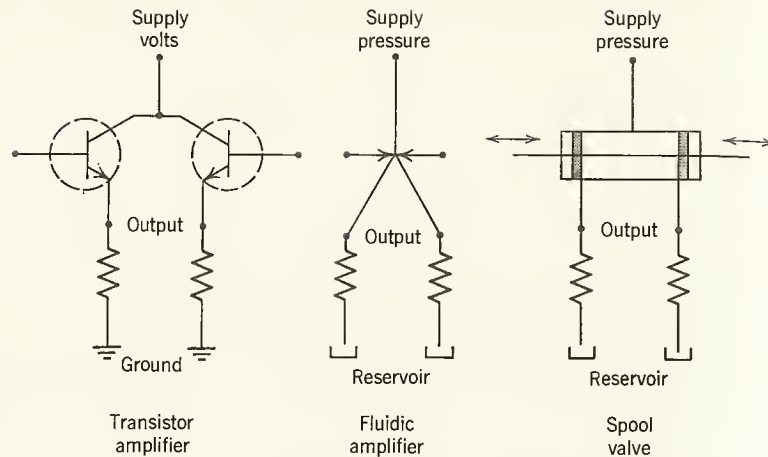 Supply
volts
Supply
pressure
Supply
pressure
Output
Output
Output
Ground
Reservoir
Reservoir
Transistor
amplifier
Fluidic
amplifier
Spool
valve